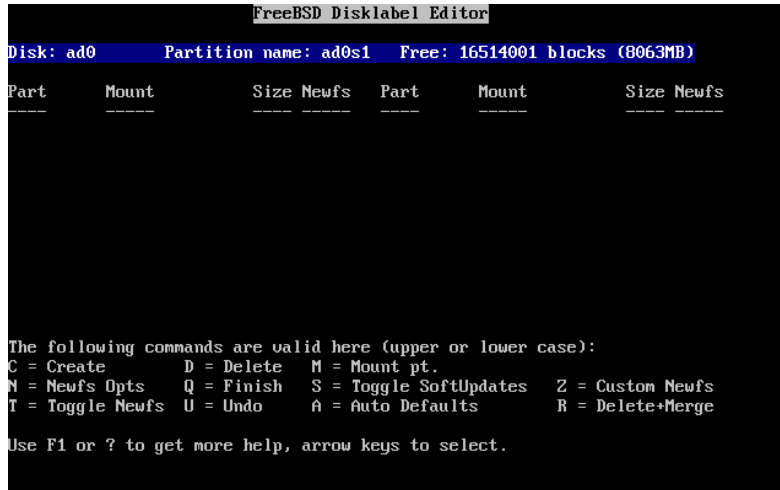 FreeBSD Disklabel Editor
Disk: ad0 Partition name: ad0s1 Free: 16514001 blocks (8063MB)
Part Mount Size Newfs Part Mount Size Newfs
---- ----- ---- ----- ---- ----- ---- -----
The following commands are valid here (upper or lower case):
C = Create D = Delete M = Mount pt.
N = Newfs Opts Q = Finish S = Toggle SoftUpdates Z = Custom Newfs
T = Toggle Newfs U = Undo A = Auto Defaults R = Delete+Merge
Use F1 or ? to get more help, arrow keys to select.